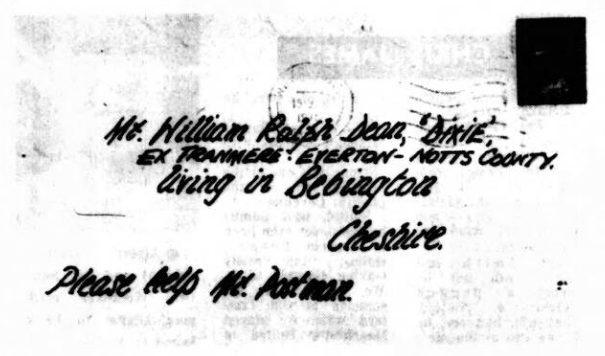 Mr. William Ralph Dean, 'DIXIE',
EX TRANMERE - EVERTON - NOTTS COUNTY.
living in Bebington
Cheshire.
Please help Mr. Postman.